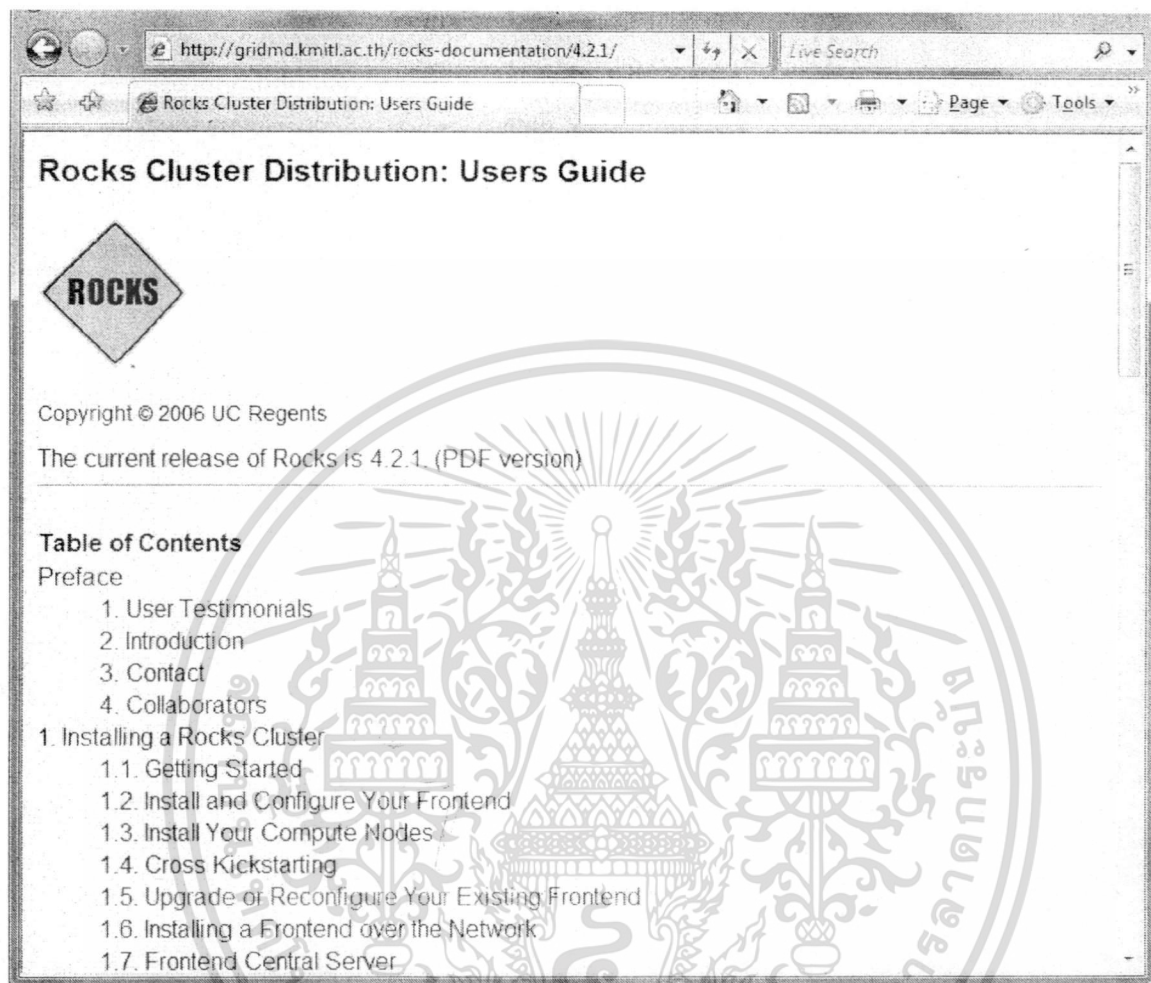 http://gridmd.kmitl.ac.th/rocks-documentation/4.2.1/
Live Search
Rocks Cluster Distribution: Users Guide
Page
Tools
Rocks Cluster Distribution: Users Guide
ROCKS
Copyright © 2006 UC Regents
The current release of Rocks is 4.2.1. (PDF version)
Table of Contents
Preface
1. User Testimonials
2. Introduction
3. Contact
4. Collaborators
1. Installing a Rocks Cluster
1.1. Getting Started
1.2. Install and Configure Your Frontend
1.3. Install Your Compute Nodes
1.4. Cross Kickstarting
1.5. Upgrade or Reconfigure Your Existing Frontend
1.6. Installing a Frontend over the Network
1.7. Frontend Central Server